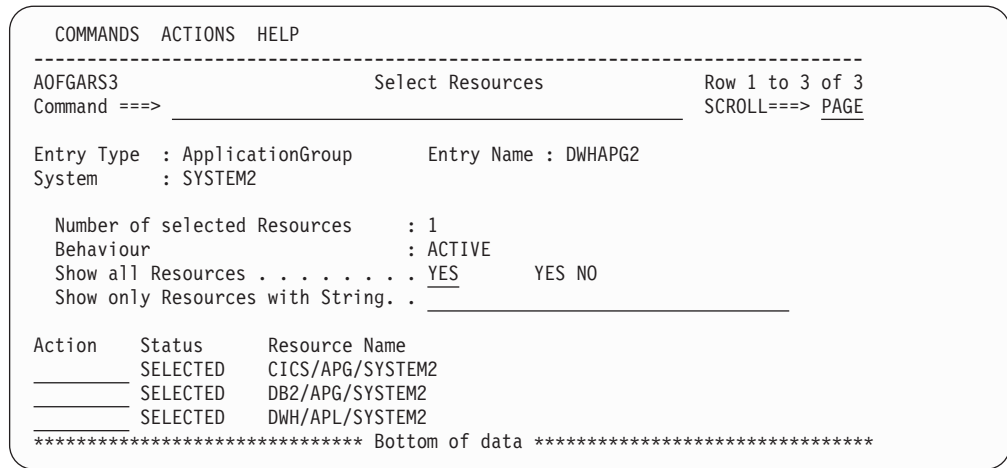 COMMANDS ACTIONS HELP
-------------------------------------------------------------------------------
AOFGARS3 Select Resources Row 1 to 3 of 3
Command ===> SCROLL===> PAGE
Entry Type : ApplicationGroup Entry Name : DWHAPG2
System : SYSTEM2
Number of selected Resources : 1
Behaviour : ACTIVE
Show all Resources . . . . . . . . YES YES NO
Show only Resources with String. .
Action Status Resource Name
SELECTED CICS/APG/SYSTEM2
SELECTED DB2/APG/SYSTEM2
SELECTED DWH/APL/SYSTEM2
******************************* Bottom of data ********************************